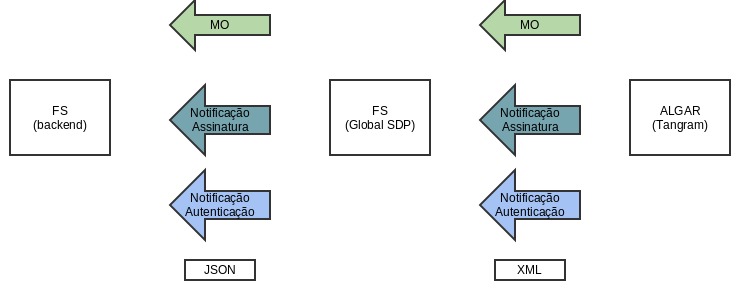 MO
MO
FS
(backend)
Notificação
Assinatura
FS
(Global SDP)
Notificação
Assinatura
ALGAR
(Tangram)
Notificação
Autenticação
Notificação
Autenticação
JSON
XML